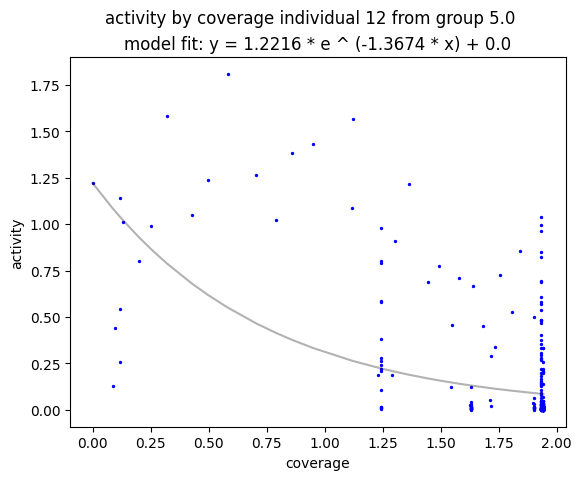 activity by coverage individual 12 from group 5.0
model fit: y = 1.2216 * e ^ (-1.3674 * x) + 0.0
1.75
1.50
1.25
1.00
0.75
0.50
0.25
0.00
activity
0.00 0.25 0.50 0.75 1.00 1.25 1.50 1.75 2.00
coverage